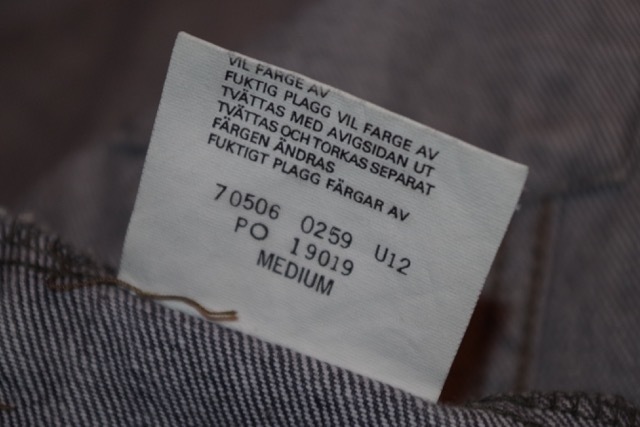 VIL FARGE AV
FUKTIG PLAGG VIL FARGE AV
TVÄTTAS MED AVIGSIDAN UT
TVÄTTAS OCH TORKAS SEPARAT
FÄRGEN ÄNDRAS
FUKTIGT PLAGG FÄRGAR AV
70506 0259 U12
PO 19019
MEDIUM